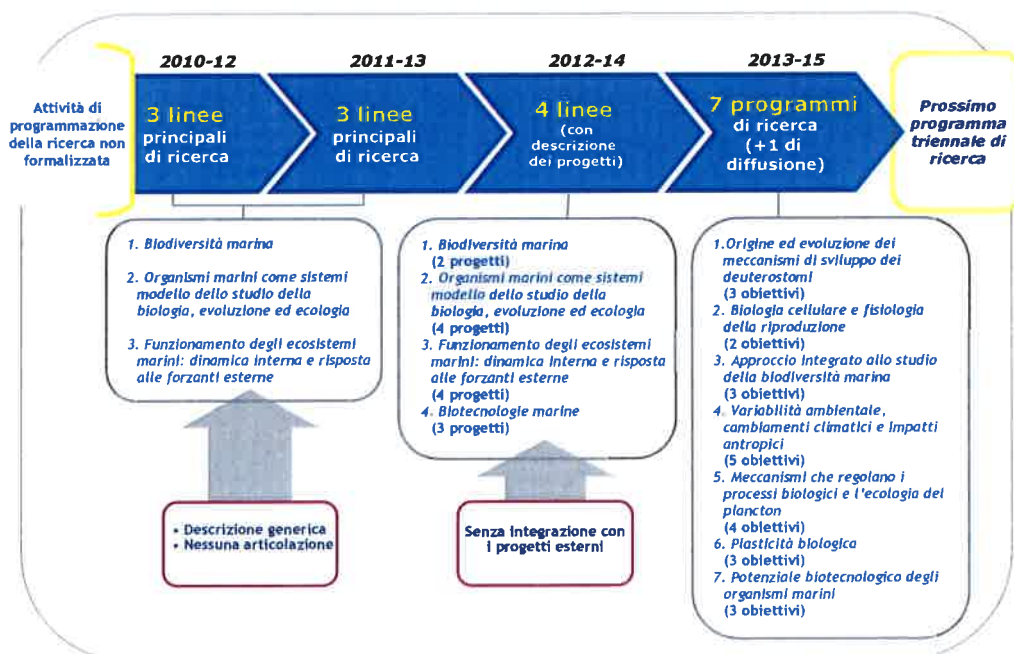 2010-12
2011-13
2012-14
2013-15
Attività di
programmazione
della ricerca non
formalizzata
3 linee
principali
di ricerca
3 linee
principali
di ricerca
4 linee
(con
descrizione
dei progetti)
7 programmi
di ricerca
(+1 di
diffusione)
Prossimo
programma
triennale di
ricerca
1. Biodiversità marina
2. Organismi marini come sistemi
modello dello studio della
biologia, evoluzione ed ecologia
3. Funzionamento degli ecosistemi
marini: dinamica interna e risposta
alle forzanti esterne
1. Biodiversità marina
(2 progetti)
2. Organismi marini come sistemi
modello dello studio della
biologia, evoluzione ed ecologia
(4 progetti)
3. Funzionamento degli ecosistemi
marini: dinamica interna e risposta
alle forzanti esterne
(4 progetti)
4. Biotecnologie marine
(3 progetti)
1.Origine ed evoluzione dei
meccanismi di sviluppo dei
deuterostomi
(3 obiettivi)
2. Biologia cellulare e fisiologia
della riproduzione
(2 obiettivi)
3. Approccio integrato allo studio
della biodiversità marina
(3 obiettivi)
4. Variabilità ambientale,
cambiamenti climatici e impatti
antropici
(5 obiettivi)
5. Meccanismi che regolano i
processi biologici e l'ecologia del
plancton
(4 obiettivi)
6. Plasticità biologica
(3 obiettivi)
7. Potenziale biotecnologico degli
organismi marini
(3 obiettivi)
• Descrizione generica
• Nessuna articolazione
Senza integrazione con
i progetti esterni